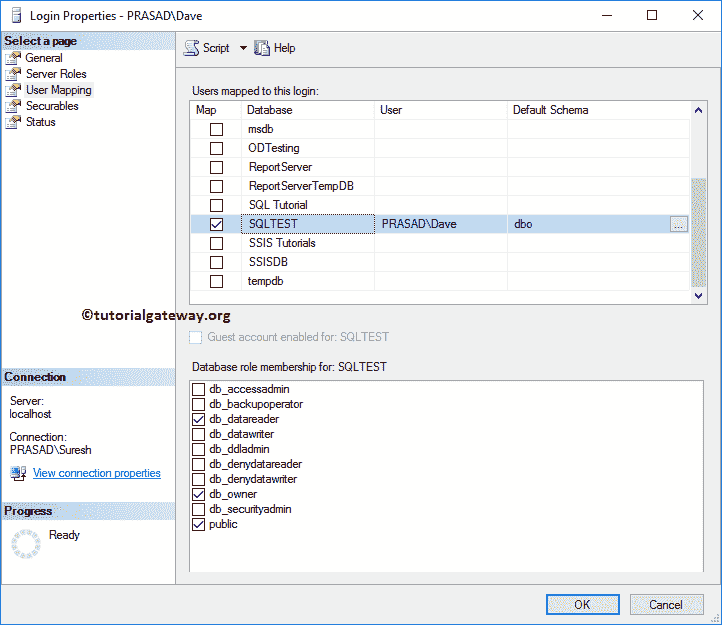 Login Properties - PRASAD\Dave
Select a page
General
Server Roles
User Mapping
Securables
Status
Script
Help
Users mapped to this login:
Map Database User Default Schema
msdb
ODTesting
ReportServer
ReportServerTempDB
SQL Tutorial
SQLTEST PRASAD\Dave dbo ...
SSIS Tutorials
SSISDB
tempdb
©tutorialgateway.org
Guest account enabled for: SQLTEST
Database role membership for: SQLTEST
db_accessadmin
db_backupoperator
db_datareader
db_datawriter
db_ddladmin
db_denydatareader
db_denydatawriter
db_owner
db_securityadmin
public
Connection
Server:
localhost
Connection:
PRASAD\Suresh
View connection properties
Progress
Ready
OK Cancel